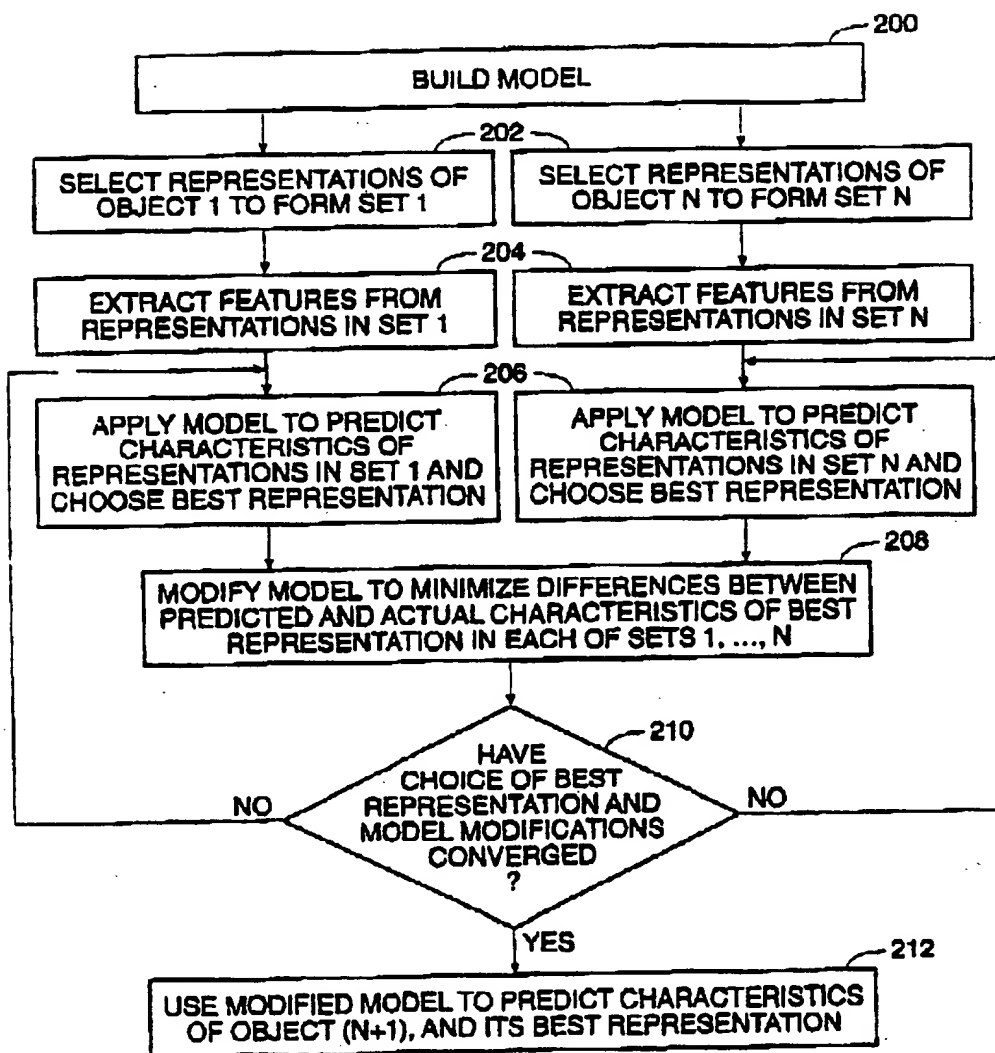 200
BUILD MODEL
202
SELECT REPRESENTATIONS OF
OBJECT 1 TO FORM SET 1
SELECT REPRESENTATIONS OF
OBJECT N TO FORM SET N
204
EXTRACT FEATURES FROM
REPRESENTATIONS IN SET 1
EXTRACT FEATURES FROM
REPRESENTATIONS IN SET N
206
APPLY MODEL TO PREDICT
CHARACTERISTICS OF
REPRESENTATIONS IN SET 1 AND
CHOOSE BEST REPRESENTATION
APPLY MODEL TO PREDICT
CHARACTERISTICS OF
REPRESENTATIONS IN SET N AND
CHOOSE BEST REPRESENTATION
208
MODIFY MODEL TO MINIMIZE DIFFERENCES BETWEEN
PREDICTED AND ACTUAL CHARACTERISTICS OF BEST
REPRESENTATION IN EACH OF SETS 1, ..., N
210
HAVE
CHOICE OF BEST
REPRESENTATION AND
MODEL MODIFICATIONS
CONVERGED
?
NO
NO
YES
212
USE MODIFIED MODEL TO PREDICT CHARACTERISTICS
OF OBJECT (N+1), AND ITS BEST REPRESENTATION